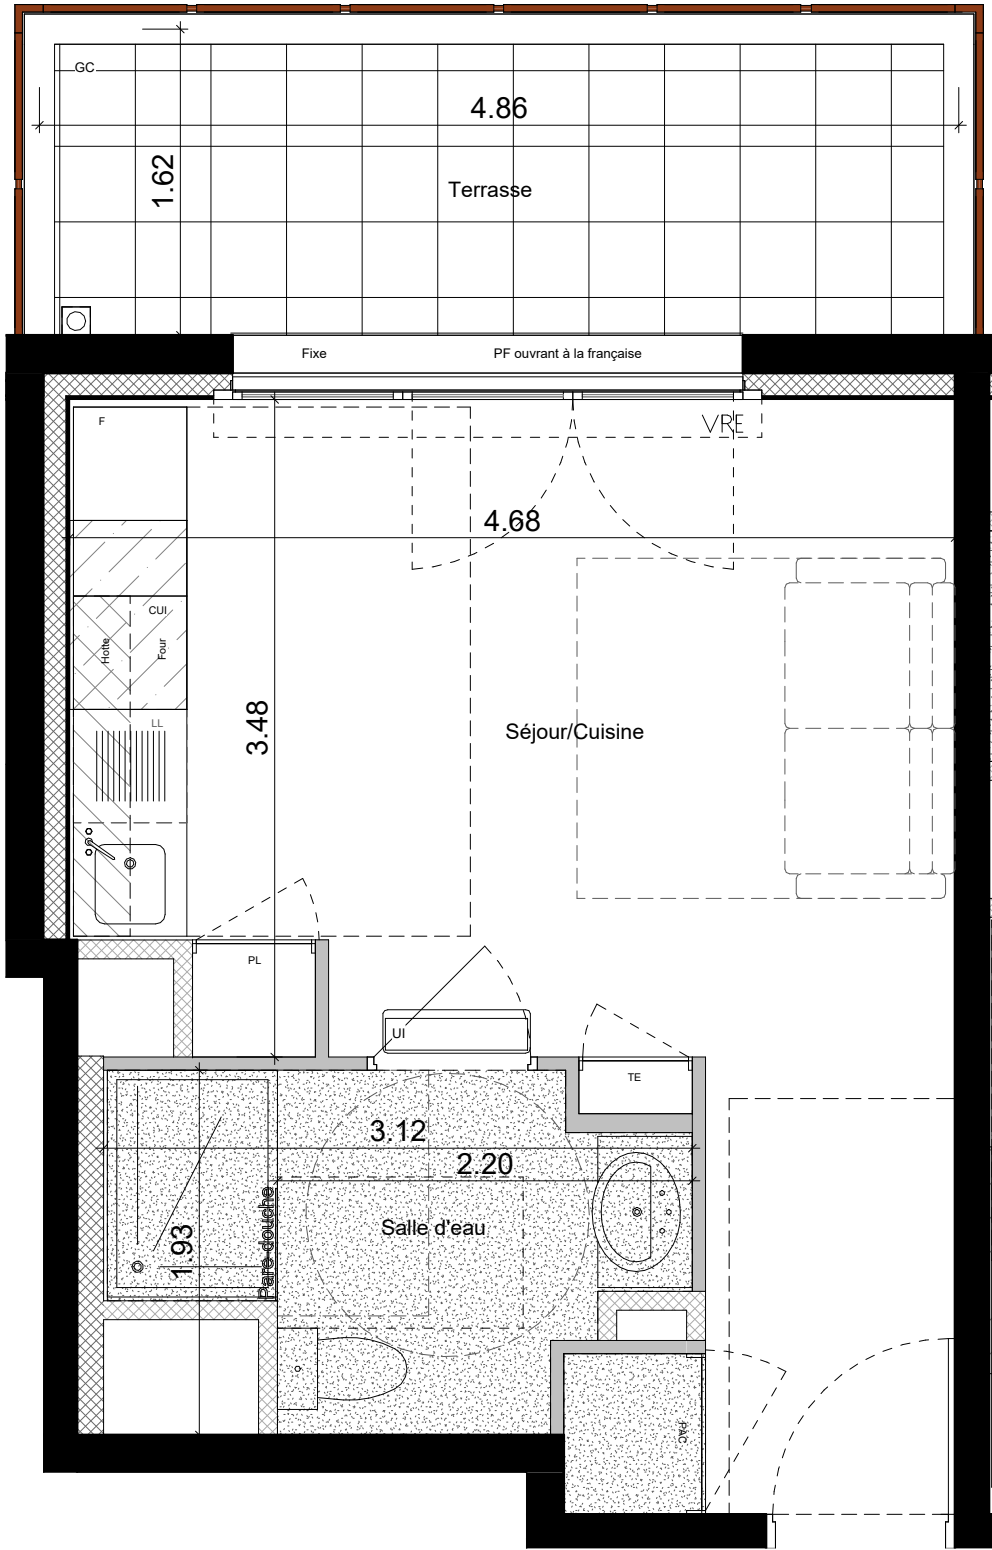 GC
4.86
1.62
Terrasse
Fixe
PF ouvrant à la française
F
VRE
4.68
CUI
Hotte
Four
LL
3.48
Séjour/Cuisine
PL
UI
TE
3.12
2.20
Pare-douche
1.93
Salle d'eau
PAC